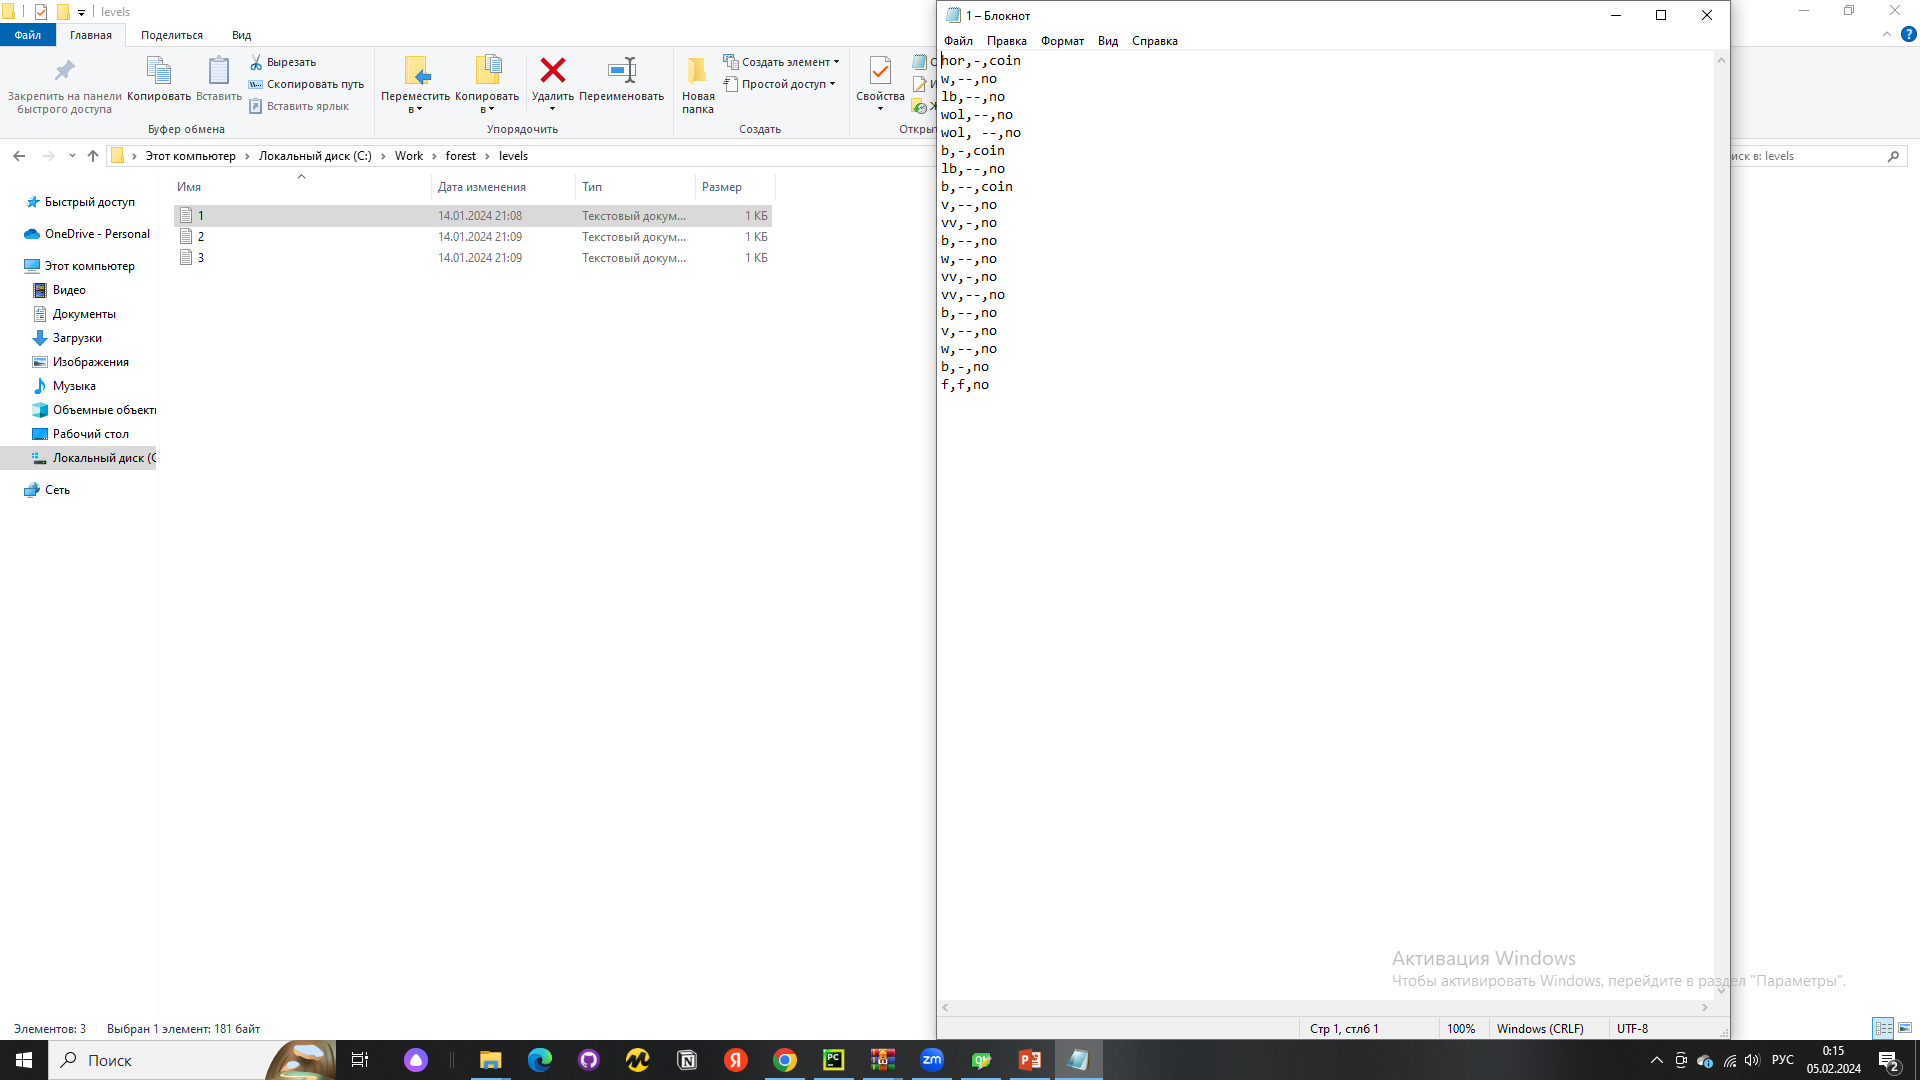 levels
Файл Главная Поделиться Вид
Закрепить на панели быстрого доступа
Копировать
Вставить
Вырезать
Скопировать путь
Вставить ярлык
Буфер обмена
Переместить в
Копировать в
Удалить
Переименовать
Упорядочить
Новая папка
Создать элемент
Простой доступ
Создать
Свойства
Откры
Этот компьютер
Локальный диск (C:)
Work
forest
levels
иск в: levels
Имя Дата изменения Тип Размер
1 14.01.2024 21:08 Текстовый докум... 1 КБ
2 14.01.2024 21:09 Текстовый докум... 1 КБ
3 14.01.2024 21:09 Текстовый докум... 1 КБ
Быстрый доступ
OneDrive - Personal
Этот компьютер
Видео
Документы
Загрузки
Изображения
Музыка
Объемные объекть
Рабочий стол
Локальный диск (C
Сеть
Элементов: 3 Выбран 1 элемент: 181 байт
1 – Блокнот
Файл Правка Формат Вид Справка
hor,-,coin
w,--,no
lb,--,no
wol,--,no
wol, --,no
b,-,coin
lb,--,no
b,--,coin
v,--,no
vv,-,no
b,--,no
w,--,no
vv,-,no
vv,--,no
b,--,no
v,--,no
w,--,no
b,-,no
f,f,no
Активация Windows
Чтобы активировать Windows, перейдите в раздел "Параметры".
Стр 1, стлб 1 100% Windows (CRLF) UTF-8
Поиск
РУС
0:15
05.02.2024
2